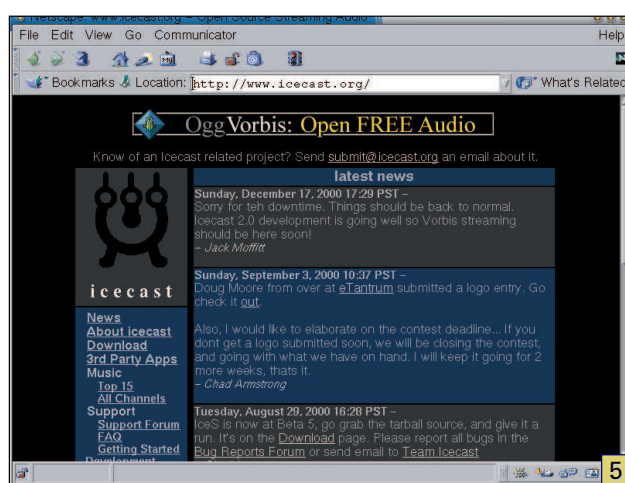 Netscape: www.icecast.org – Open Source Streaming Audio
File Edit View Go Communicator Help
Bookmarks Location: http://www.icecast.org/ What's Related
OggVorbis: Open FREE Audio
Know of an Icecast related project? Send submit@icecast.org an email about it.
icecast
News
About icecast
Download
3rd Party Apps
Music
Top 15
All Channels
Support
Support Forum
FAQ
Getting Started
Development
latest news
Sunday, December 17, 2000 17:29 PST –
Sorry for teh downtime. Things should be back to normal.
Icecast 2.0 development is going well so Vorbis streaming
should be here soon!
– Jack Moffitt
Sunday, September 3, 2000 10:37 PST –
Doug Moore from over at eTantrum submitted a logo entry. Go
check it out.
Also, I would like to elaborate on the contest deadline... If you
dont get a logo submitted soon, we will be closing the contest,
and going with what we have on hand. I will keep it going for 2
more weeks, thats it.
– Chad Armstrong
Tuesday, August 29, 2000 16:28 PST –
IceS is now at Beta 5, go grab the tarball source, and give it a
run. It's on the Download page. Please report all bugs in the
Bug Reports Forum or send email to Team Icecast
5